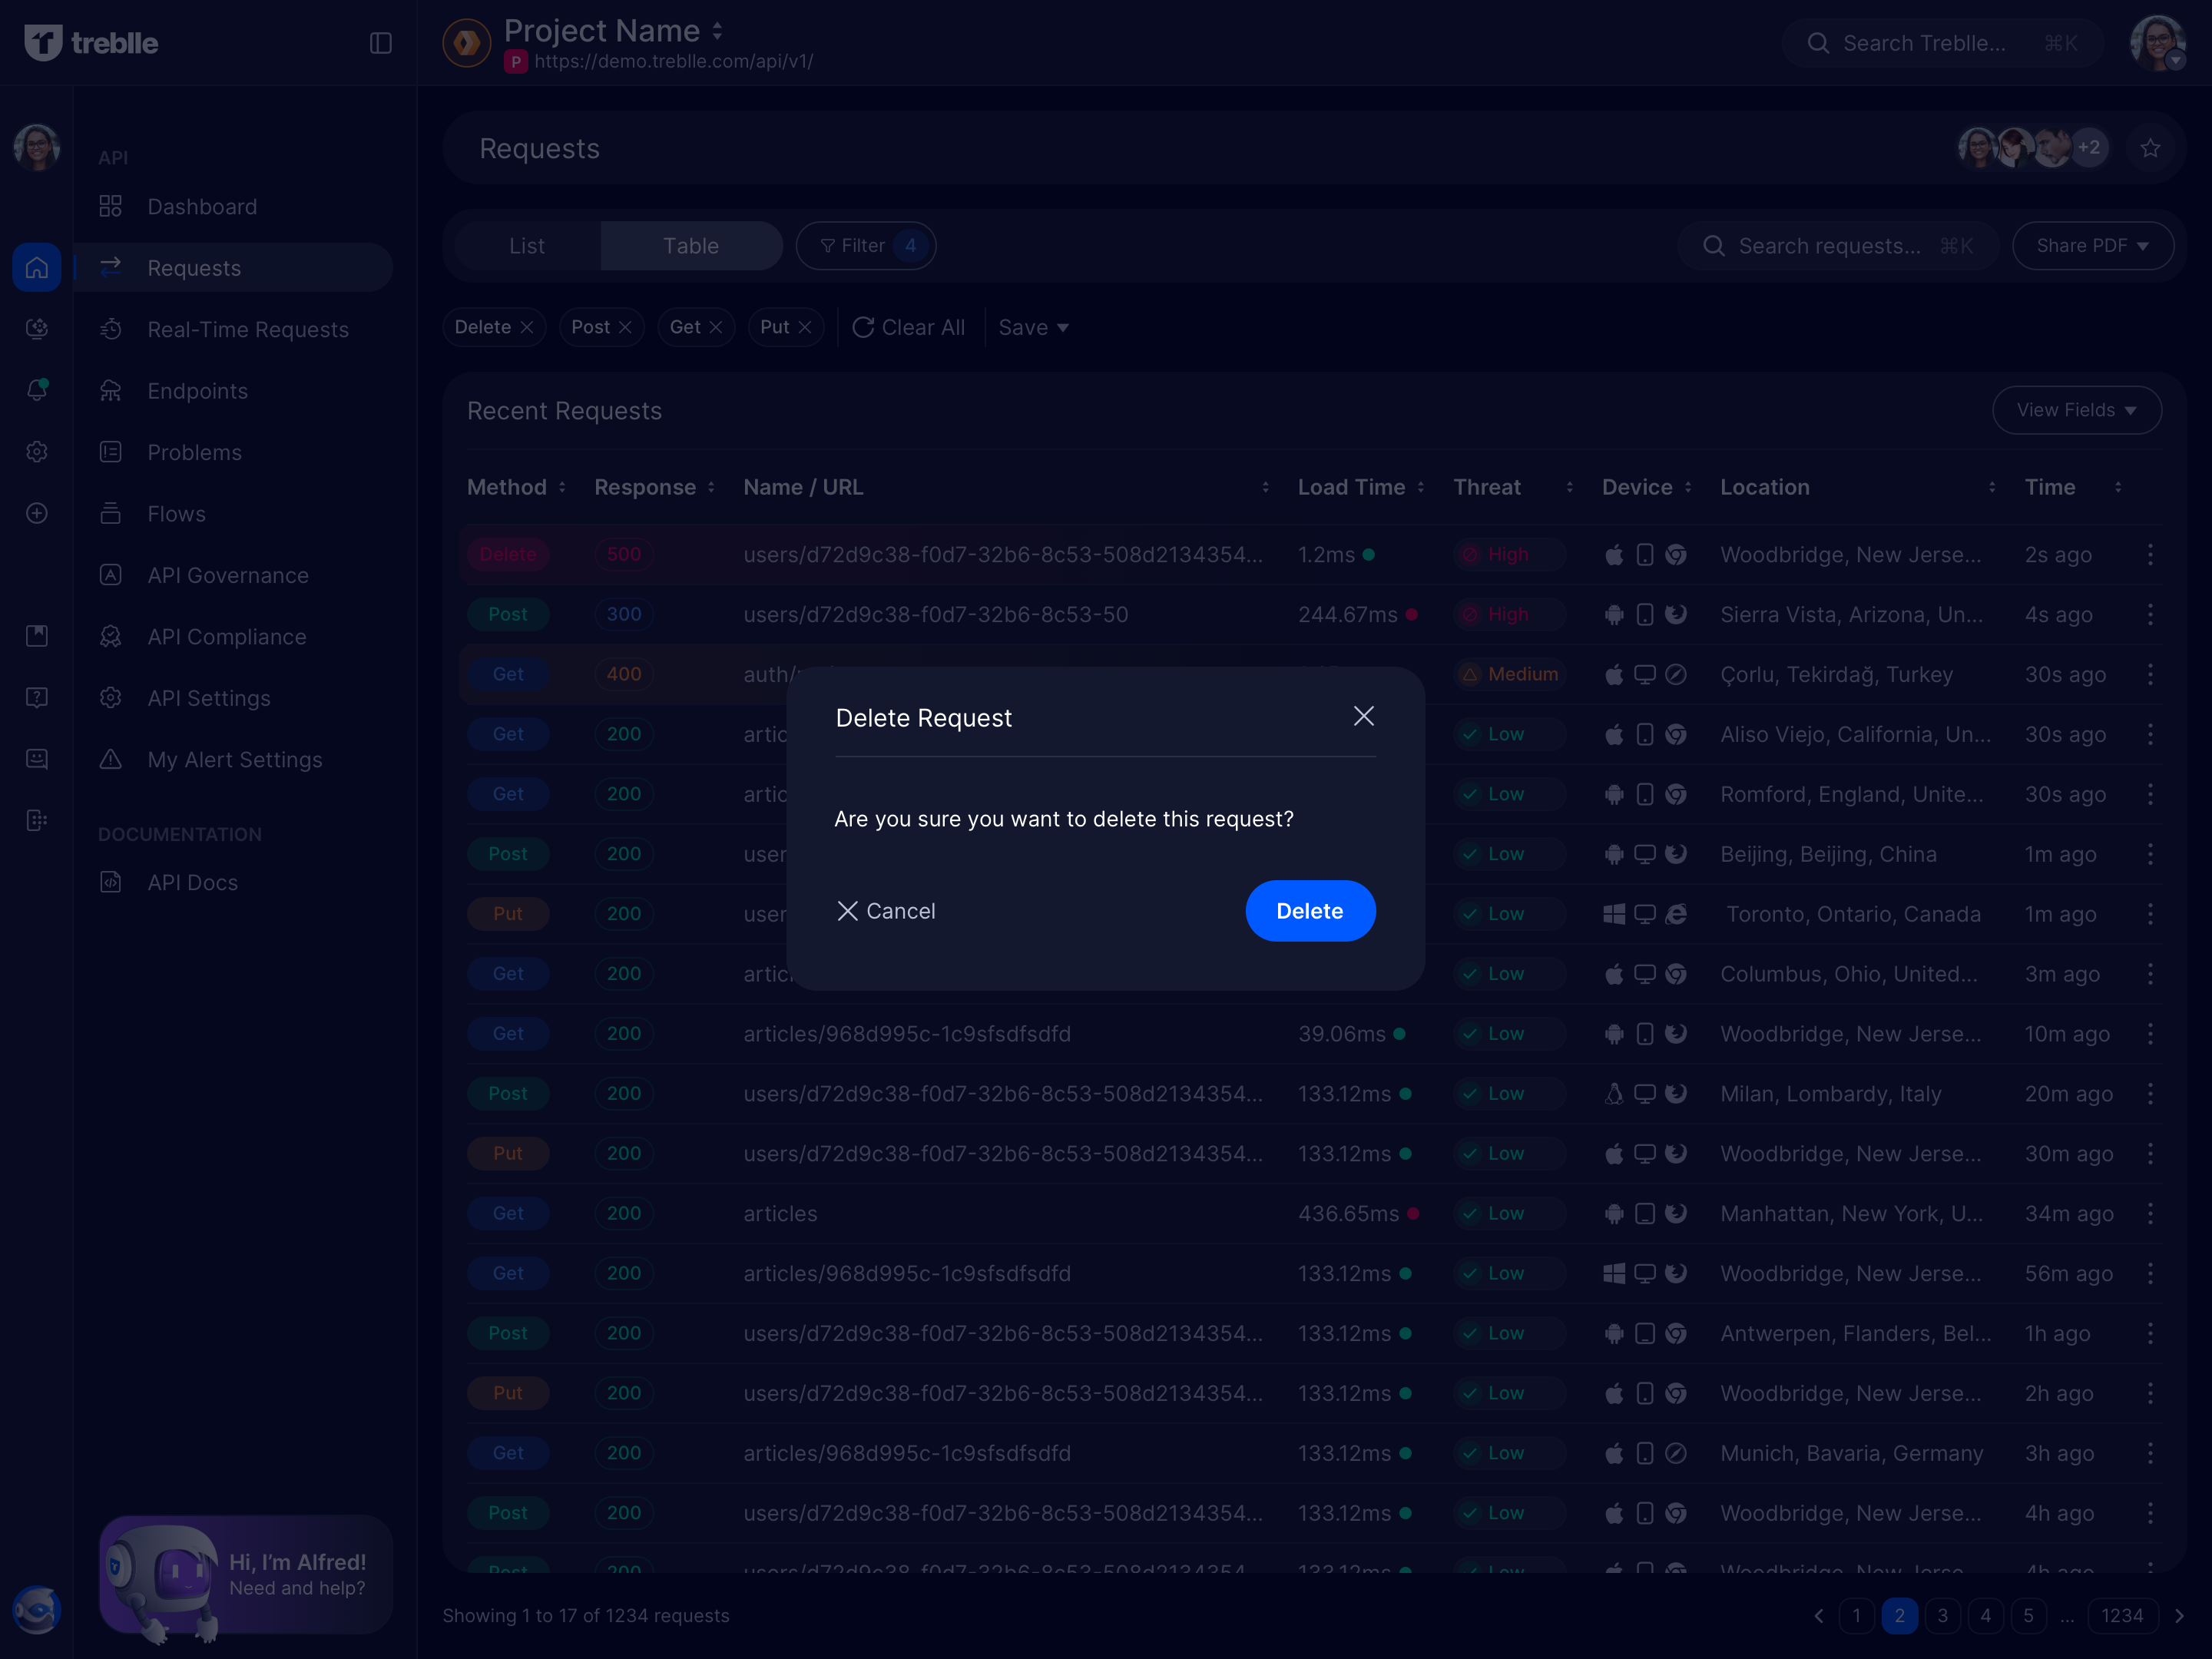 treblle
Project Name
P https://demo.treblle.com/api/v1/
Search Treblle... ⌘K
API
Dashboard
Requests
Real-Time Requests
Endpoints
Problems
Flows
API Governance
API Compliance
API Settings
My Alert Settings
DOCUMENTATION
API Docs
Hi, I'm Alfred!
Need and help?
Requests
+2
List Table Filter 4 Search requests... ⌘K Share PDF
Delete Post Get Put Clear All Save
Recent Requests View Fields
Method Response Name / URL Load Time Threat Device Location Time
Delete 500 users/d72d9c38-f0d7-32b6-8c53-508d2134354... 1.2ms High Woodbridge, New Jerse... 2s ago
Post 300 users/d72d9c38-f0d7-32b6-8c53-50 244.67ms High Sierra Vista, Arizona, Un... 4s ago
Get 400 auth/ Medium Çorlu, Tekirdağ, Turkey 30s ago
Get 200 artic Low Aliso Viejo, California, Un... 30s ago
Get 200 artic Low Romford, England, Unite... 30s ago
Post 200 user Low Beijing, Beijing, China 1m ago
Put 200 user Low Toronto, Ontario, Canada 1m ago
Get 200 artic Low Columbus, Ohio, United... 3m ago
Delete Request
Are you sure you want to delete this request?
Cancel Delete
Get 200 articles/968d995c-1c9sfsdfsdfd 39.06ms Low Woodbridge, New Jerse... 10m ago
Post 200 users/d72d9c38-f0d7-32b6-8c53-508d2134354... 133.12ms Low Milan, Lombardy, Italy 20m ago
Put 200 users/d72d9c38-f0d7-32b6-8c53-508d2134354... 133.12ms Low Woodbridge, New Jerse... 30m ago
Get 200 articles 436.65ms Low Manhattan, New York, U... 34m ago
Get 200 articles/968d995c-1c9sfsdfsdfd 133.12ms Low Woodbridge, New Jerse... 56m ago
Post 200 users/d72d9c38-f0d7-32b6-8c53-508d2134354... 133.12ms Low Antwerpen, Flanders, Bel... 1h ago
Put 200 users/d72d9c38-f0d7-32b6-8c53-508d2134354... 133.12ms Low Woodbridge, New Jerse... 2h ago
Get 200 articles/968d995c-1c9sfsdfsdfd 133.12ms Low Munich, Bavaria, Germany 3h ago
Post 200 users/d72d9c38-f0d7-32b6-8c53-508d2134354... 133.12ms Low Woodbridge, New Jerse... 4h ago
Post 200 users/d72d9c38-f0d7-32b6-8c53-508d2134354... 133.12ms Low Woodbridge, New Jerse... 4h ago
Showing 1 to 17 of 1234 requests
1 2 3 4 5 ... 1234